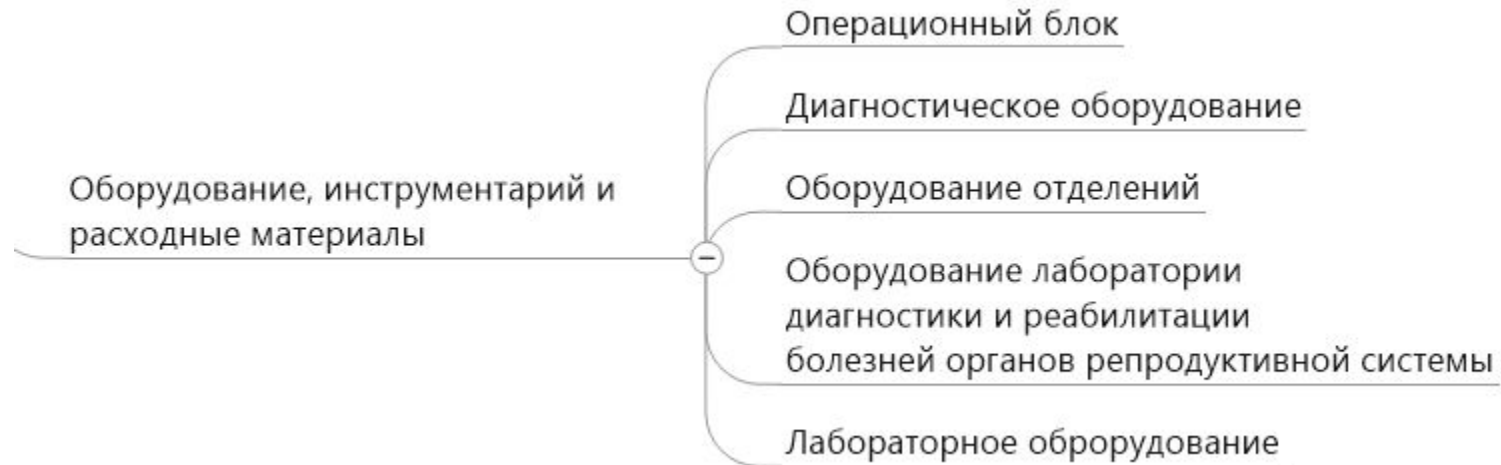 Операционный блок
Диагностическое оборудование
Оборудование, инструментарий и
расходные материалы
Оборудование отделений
Оборудование лаборатории
диагностики и реабилитации
болезней органов репродуктивной системы
Лабораторное оброрудование